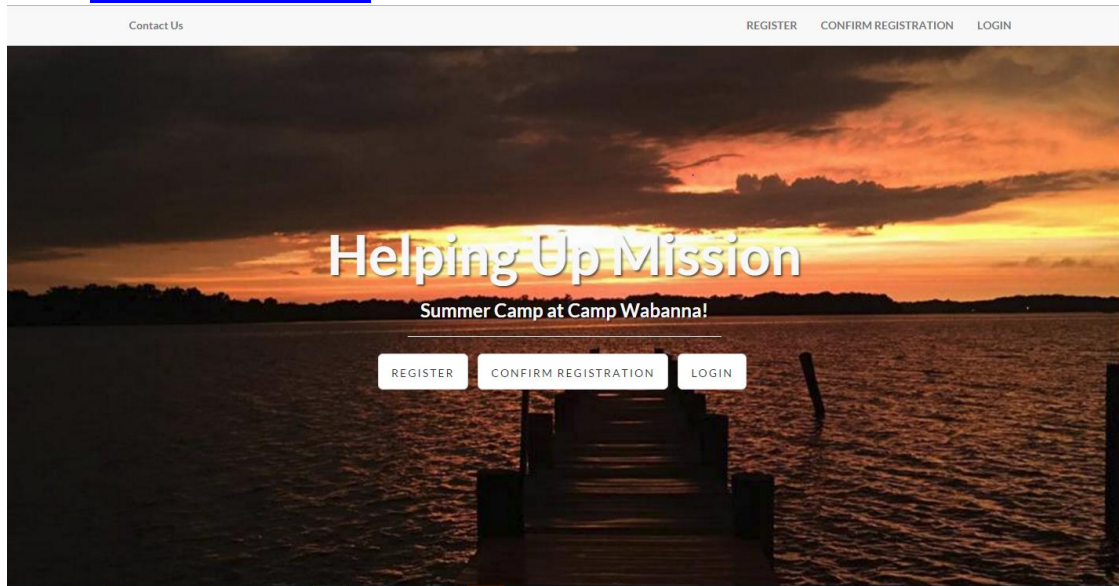 Contact Us REGISTER CONFIRM REGISTRATION LOGIN
Helping Up Mission
Summer Camp at Camp Wabanna!
REGISTER CONFIRM REGISTRATION LOGIN